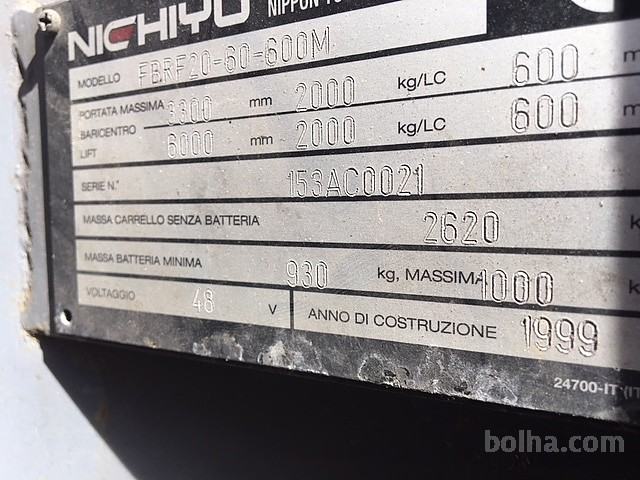 NICHIYU NIPPON
MODELLO FBRF20-60-600M
PORTATA MASSIMA 3300 mm 2000 kg/LC 600 m
BARICENTRO
LIFT 6000 mm 2000 kg/LC 600 m
SERIE N.° 153AC0021
MASSA CARRELLO SENZA BATTERIA 2620 k
MASSA BATTERIA MINIMA 930 kg, MASSIMA 1000 k
VOLTAGGIO 48 V ANNO DI COSTRUZIONE 1999
24700-IT
bolha.com